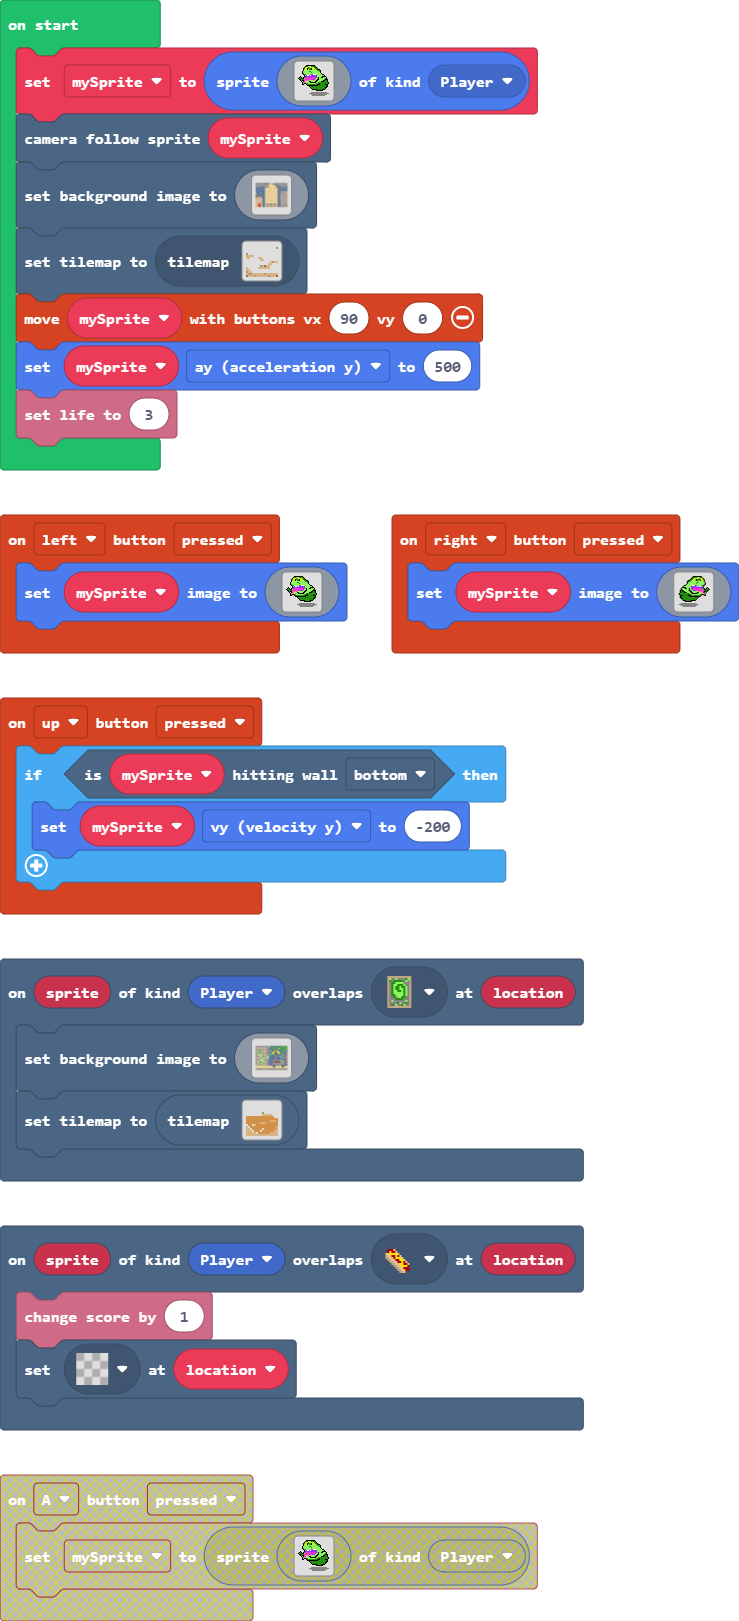 on start
set mySprite to sprite of kind Player
camera follow sprite mySprite
set background image to
set tilemap to tilemap
move mySprite with buttons vx 90 vy 0
set mySprite ay (acceleration y) to 500
set life to 3
on left button pressed
set mySprite image to
on right button pressed
set mySprite image to
on up button pressed
if is mySprite hitting wall bottom then
set mySprite vy (velocity y) to -200
on sprite of kind Player overlaps at location
set background image to
set tilemap to tilemap
on sprite of kind Player overlaps at location
change score by 1
set at location
on A button pressed
set mySprite to sprite of kind Player